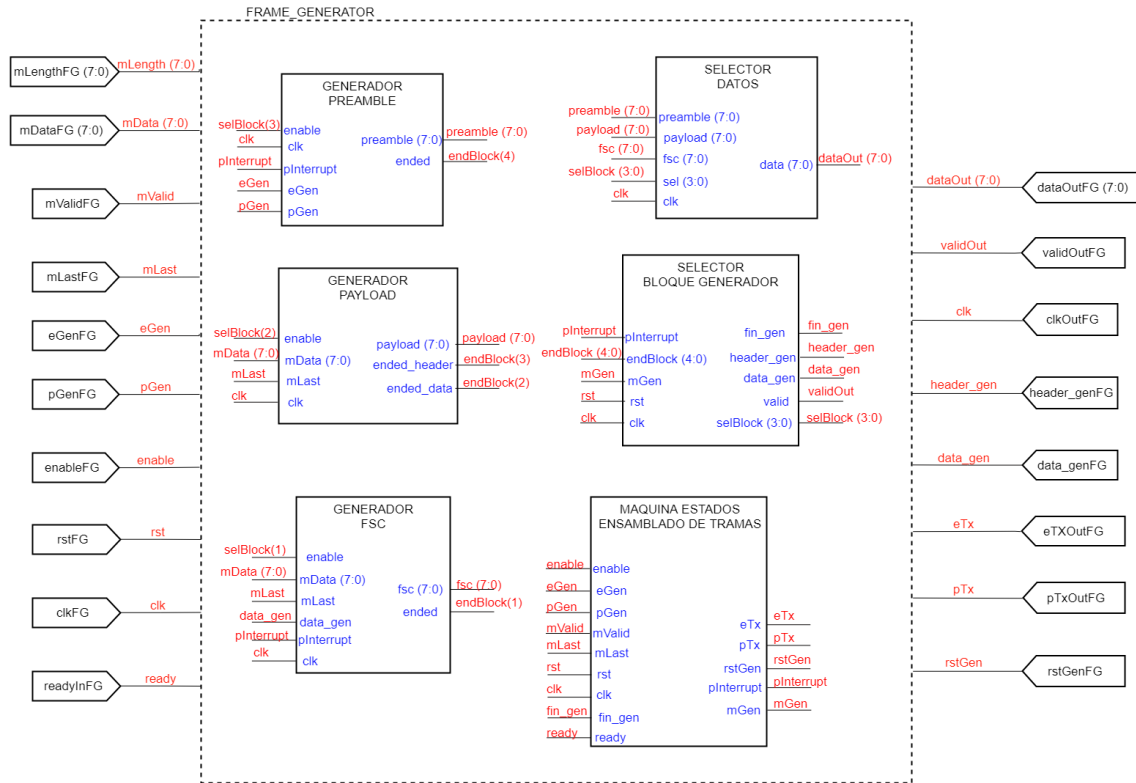 FRAME_GENERATOR
mLengthFG (7:0)
mLength (7:0)
mDataFG (7:0)
mData (7:0)
mValidFG
mValid
mLastFG
mLast
eGenFG
eGen
pGenFG
pGen
enableFG
enable
rstFG
rst
clkFG
clk
readyInFG
ready
GENERADOR
PREAMBLE
selBlock(3)
enable
clk
clk
pInterrupt
pInterrupt
eGen
eGen
pGen
pGen
preamble (7:0)
preamble (7:0)
ended
endBlock(4)
GENERADOR
PAYLOAD
selBlock(2)
enable
mData (7:0)
mData (7:0)
mLast
mLast
clk
clk
payload (7:0)
payload (7:0)
ended_header
endBlock(3)
ended_data
endBlock(2)
GENERADOR
FSC
selBlock(1)
enable
mData (7:0)
mData (7:0)
mLast
mLast
data_gen
data_gen
pInterrupt
pInterrupt
clk
clk
fsc (7:0)
fsc (7:0)
ended
endBlock(1)
SELECTOR
DATOS
preamble (7:0)
preamble (7:0)
payload (7:0)
payload (7:0)
fsc (7:0)
fsc (7:0)
selBlock (3:0)
sel (3:0)
clk
clk
data (7:0)
dataOut (7:0)
SELECTOR
BLOQUE GENERADOR
pInterrupt
pInterrupt
endBlock (4:0)
endBlock (4:0)
mGen
mGen
rst
rst
clk
clk
fin_gen
fin_gen
header_gen
header_gen
data_gen
data_gen
valid
validOut
selBlock (3:0)
selBlock (3:0)
MAQUINA ESTADOS
ENSAMBLADO DE TRAMAS
enable
enable
eGen
eGen
pGen
pGen
mValid
mValid
mLast
mLast
rst
rst
clk
clk
fin_gen
fin_gen
ready
ready
eTx
eTx
pTx
pTx
rstGen
rstGen
pInterrupt
pInterrupt
mGen
mGen
dataOut (7:0)
dataOutFG (7:0)
validOut
validOutFG
clk
clkOutFG
header_gen
header_genFG
data_gen
data_genFG
eTx
eTXOutFG
pTx
pTxOutFG
rstGen
rstGenFG